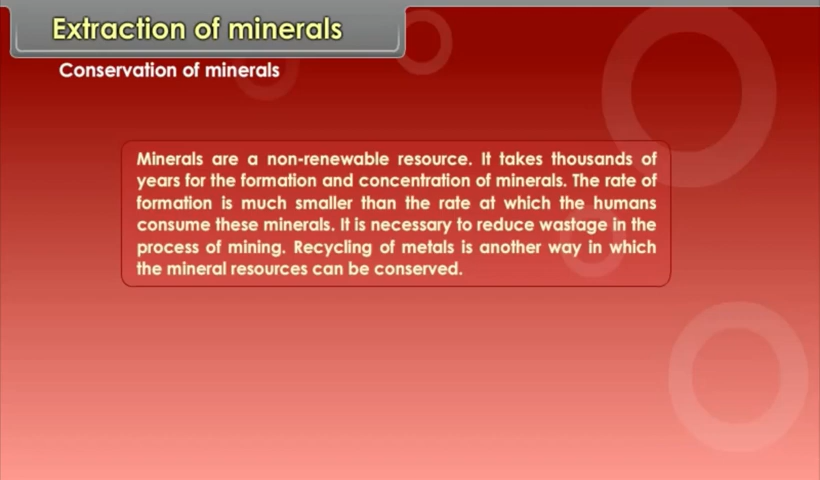 Extraction of minerals
Conservation of minerals
Minerals are a non-renewable resource. It takes thousands of
years for the formation and concentration of minerals. The rate of
formation is much smaller than the rate at which the humans
consume these minerals. It is necessary to reduce wastage in the
process of mining. Recycling of metals is another way in which
the mineral resources can be conserved.